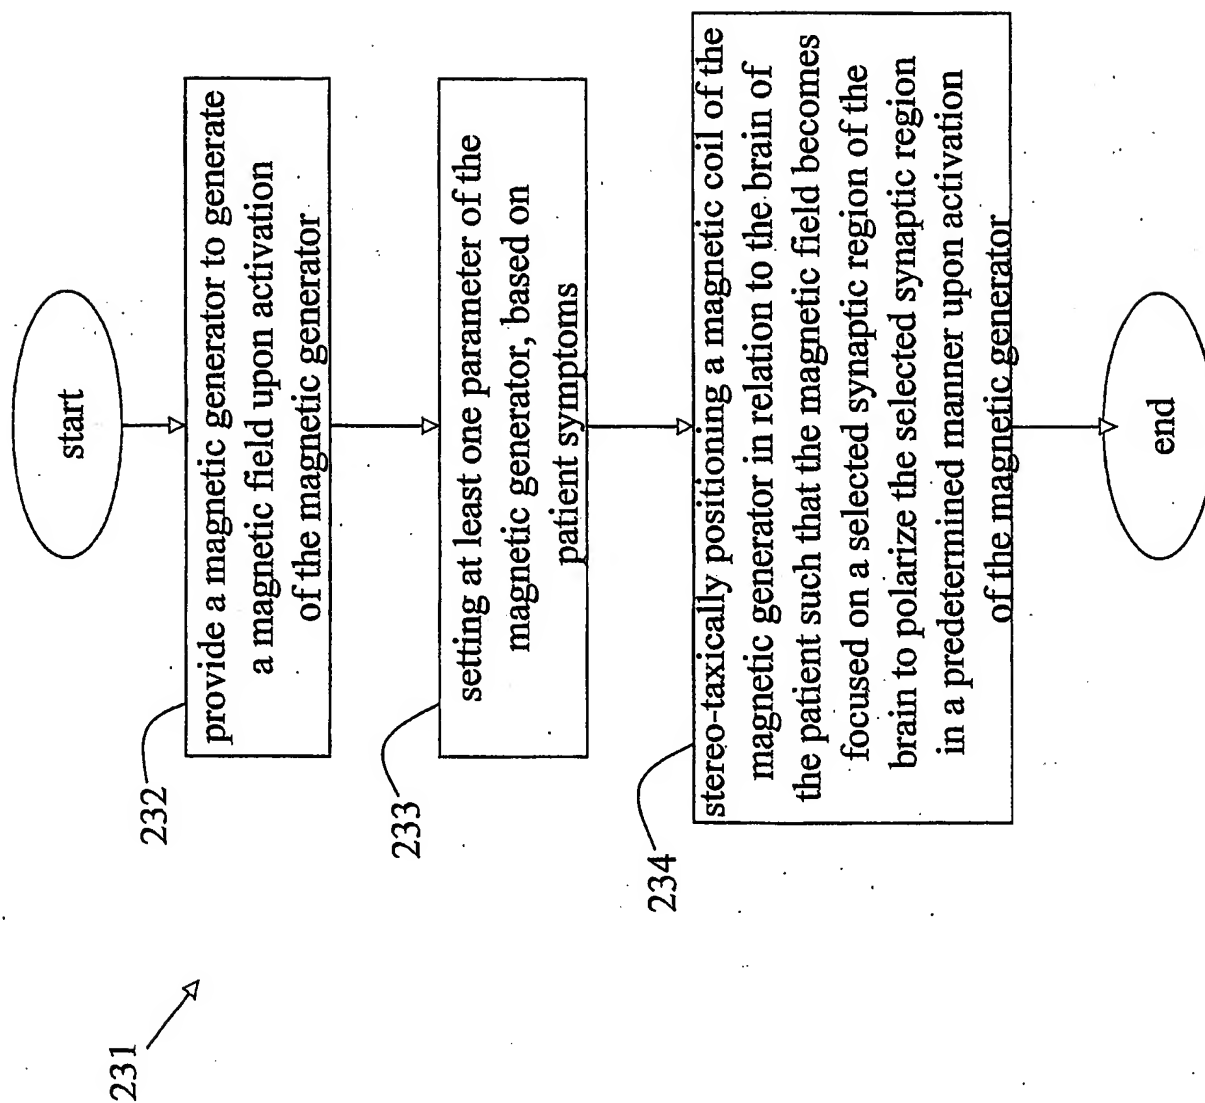 231
start
232
provide a magnetic generator to generate
a magnetic field upon activation
of the magnetic generator
233
setting at least one parameter of the
magnetic generator, based on
patient symptoms
234
stereo-taxically positioning a magnetic coil of the
magnetic generator in relation to the brain of
the patient such that the magnetic field becomes
focused on a selected synaptic region of the
brain to polarize the selected synaptic region
in a predetermined manner upon activation
of the magnetic generator
end